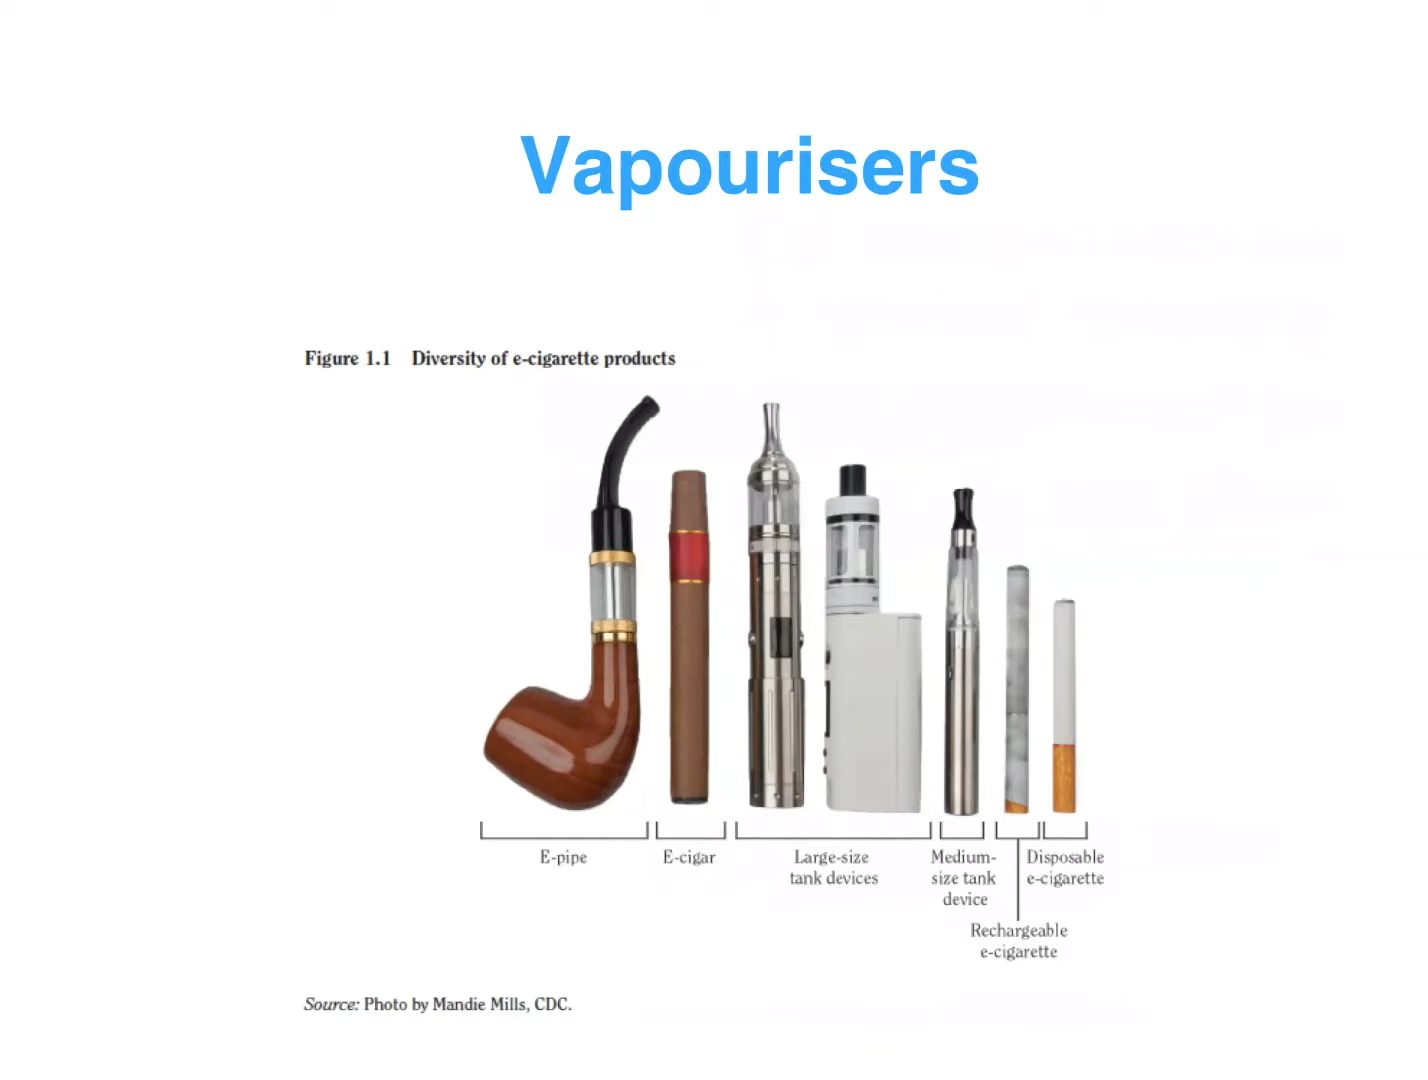 Vapourisers
Figure 1.1 Diversity of e-cigarette products
E-pipe
E-cigar
Large-size
tank devices
Medium-
size tank
device
Rechargeable
e-cigarette
Disposable
e-cigarette
Source: Photo by Mandie Mills, CDC.